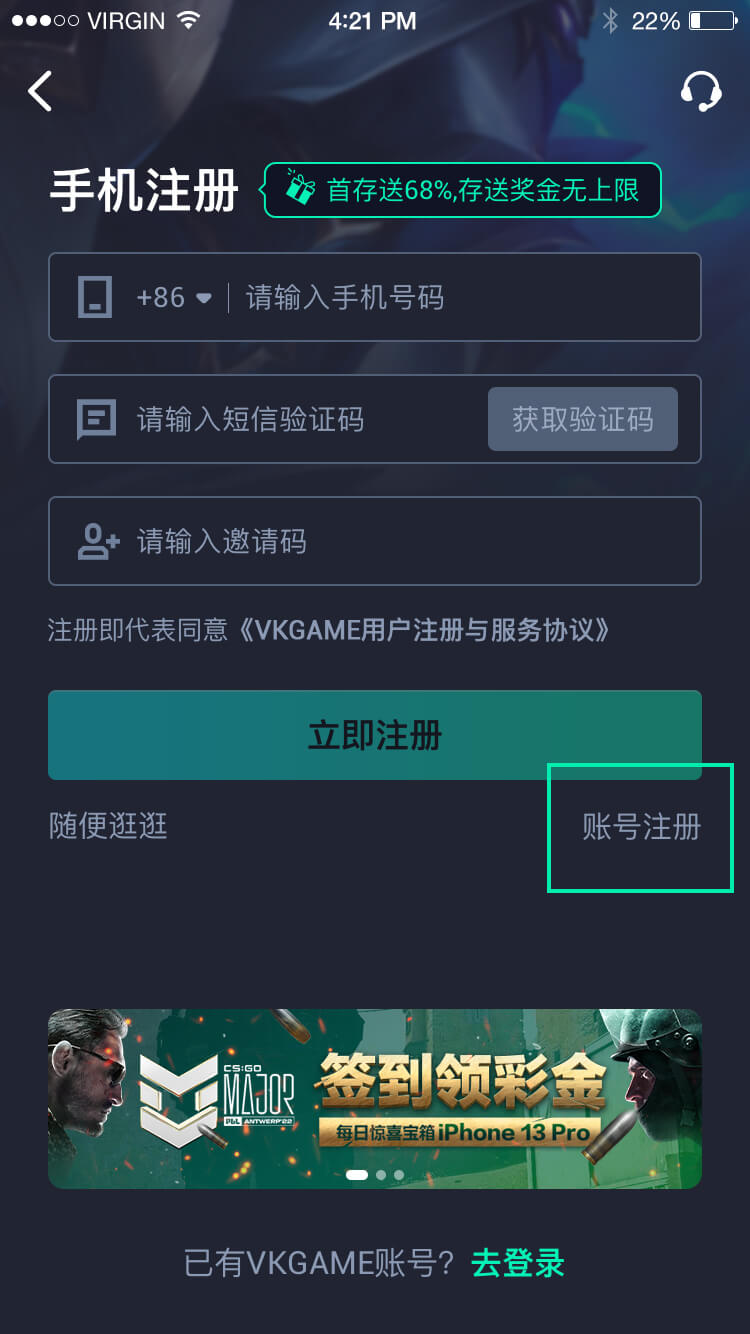 VIRGIN 4:21 PM 22%
手机注册 首存送68%,存送奖金无上限
+86 请输入手机号码
请输入短信验证码 获取验证码
请输入邀请码
注册即代表同意《VKGAME用户注册与服务协议》
立即注册
随便逛逛 账号注册
CS:GO
MAJOR
PGL ANTWERP'22
签到领彩金
每日惊喜宝箱iPhone 13 Pro
已有VKGAME账号？去登录